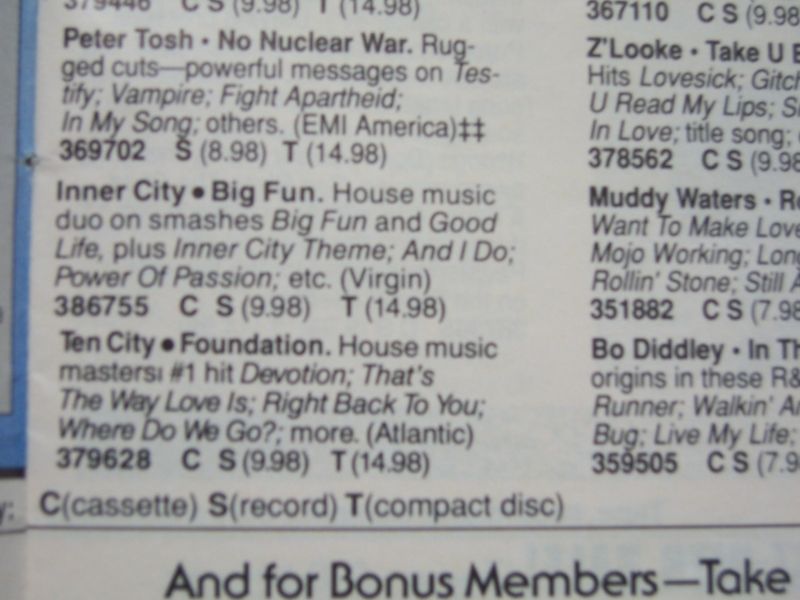 379446 C S (9.98) T (14.98)
Peter Tosh • No Nuclear War. Rug-
ged cuts—powerful messages on Tes-
tify; Vampire; Fight Apartheid;
In My Song; others. (EMI America)‡‡
369702 S (8.98) T (14.98)
Inner City • Big Fun. House music
duo on smashes Big Fun and Good
Life, plus Inner City Theme; And I Do;
Power Of Passion; etc. (Virgin)
386755 C S (9.98) T (14.98)
Ten City • Foundation. House music
masters! #1 hit Devotion; That's
The Way Love Is; Right Back To You;
Where Do We Go?; more. (Atlantic)
379628 C S (9.98) T (14.98)
C(cassette) S(record) T(compact disc)
367110 C S (9.98
Z'Looke • Take U
Hits Lovesick;
U Read My Lips;
In Love; title song;
378562 C S (9.98
Muddy Waters •
Want To Make Love
Mojo Working;
Rollin' Stone; Still
351882 C S (7.98
Bo Diddley • In
origins in these
Runner; Walkin'
Bug; Live My Life;
359505 C S (7.9
And for Bonus Members—Take